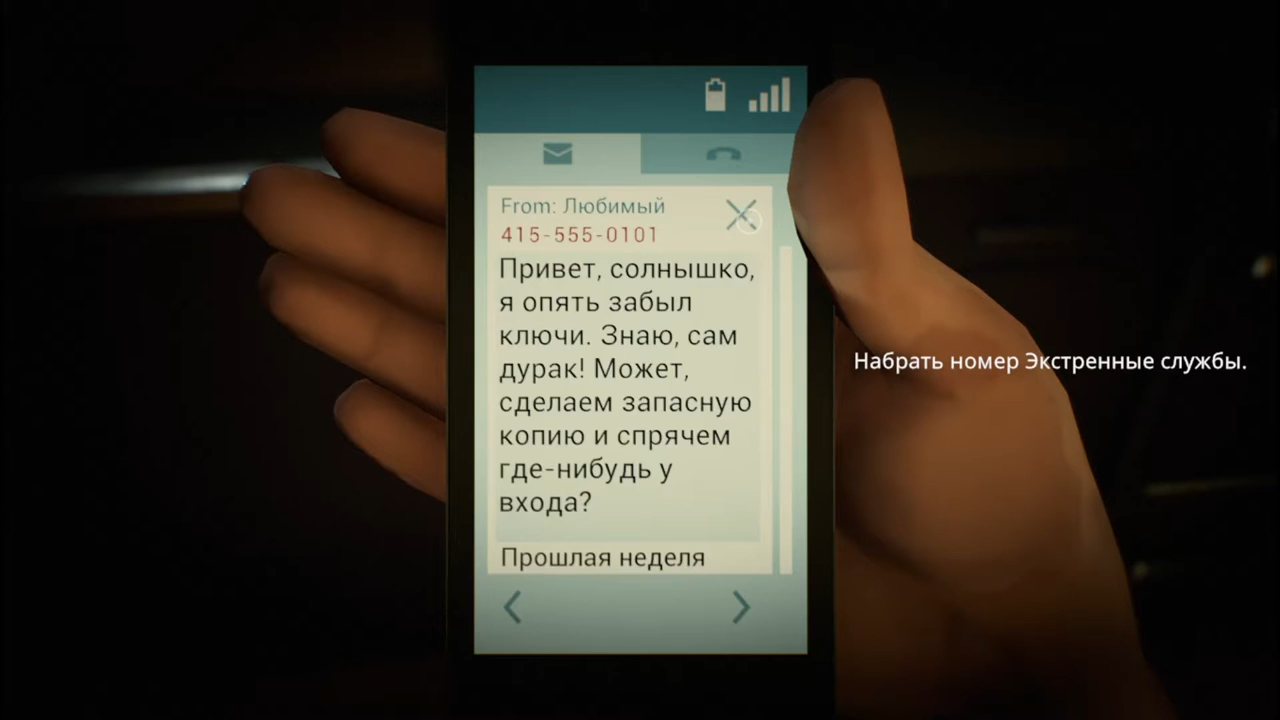 From: Любимый
415-555-0101
Привет, солнышко,
я опять забыл
ключи. Знаю, сам
дурак! Может,
сделаем запасную
копию и спрячем
где-нибудь у
входа?
Прошлая неделя
Набрать номер Экстренные службы.